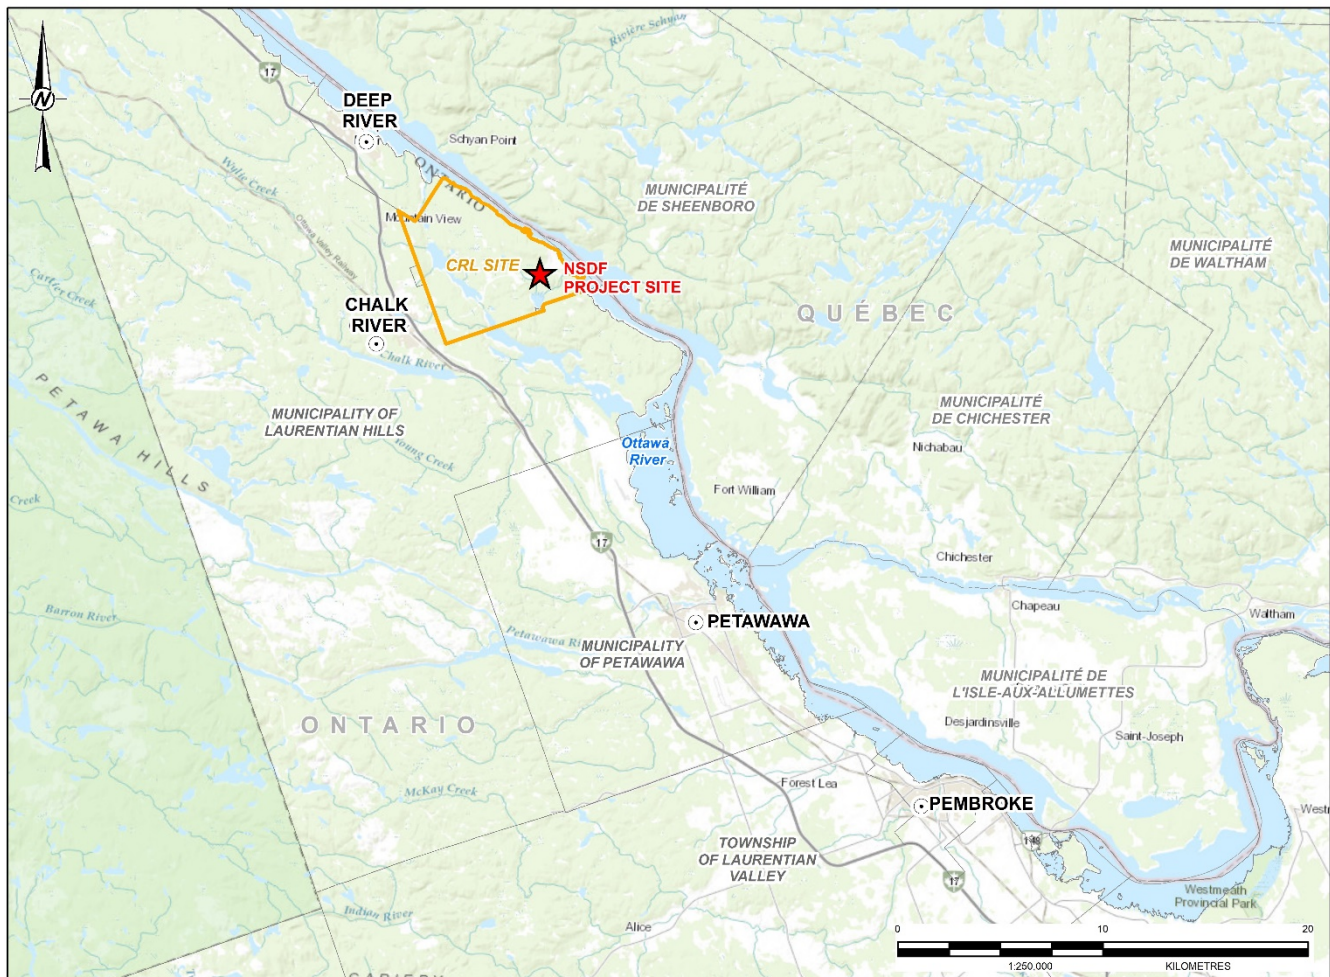 Rivière Schyan
17
N
DEEP
RIVER
Schyan Point
ONTARIO
Wylie Creek
MUNICIPALITÉ
DE SHEENBORO
Mountain View
Ottawa Valley Railway
MUNICIPALITÉ
DE WALTHAM
CRL SITE
NSDF
PROJECT SITE
Cartier Creek
CHALK
RIVER
QUÉBEC
Chalk River
PETAWAWA HILLS
MUNICIPALITY OF
LAURENTIAN HILLS
MUNICIPALITÉ
DE CHICHESTER
Young Creek
Ottawa
River
Nichabau
Creek
Fort William
17
Chichester
Barron River
Chapeau
Waltham
PETAWAWA
Petawawa Ri
MUNICIPALITY
OF PETAWAWA
MUNICIPALITÉ DE
L'ISLE-AUX-ALLUMETTES
ONTARIO
Desjardinsville
Saint-Joseph
McKay Creek
Forest Lea
PEMBROKE
TOWNSHIP
OF LAURENTIAN
VALLEY
148
17
Westmeath
Provincial Park
Indian River
Alice
0
10
20
1:250,000
KILOMETRES